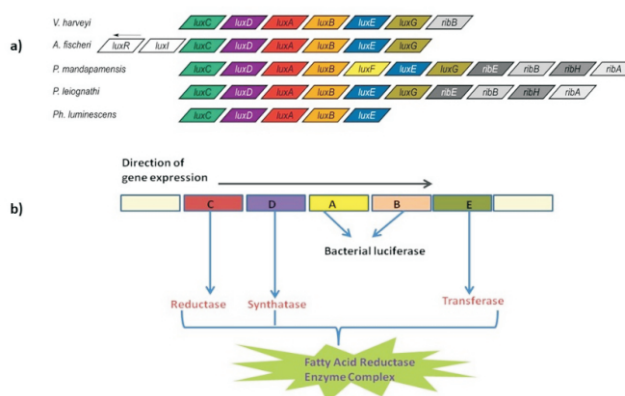 a)
V. harveyi luxC luxD luxA luxB luxE luxG ribB
A. fischeri luxR luxI luxC luxD luxA luxB luxE luxG
P. mandapamensis luxC luxD luxA luxB luxF luxE luxG ribE ribB ribH ribA
P. leiognathi luxC luxD luxA luxB luxE luxG ribE ribB ribH ribA
Ph. luminescens luxC luxD luxA luxB luxE
b)
Direction of
gene expression
C D A B E
Bacterial luciferase
Reductase Synthatase Transferase
Fatty Acid Reductase
Enzyme Complex